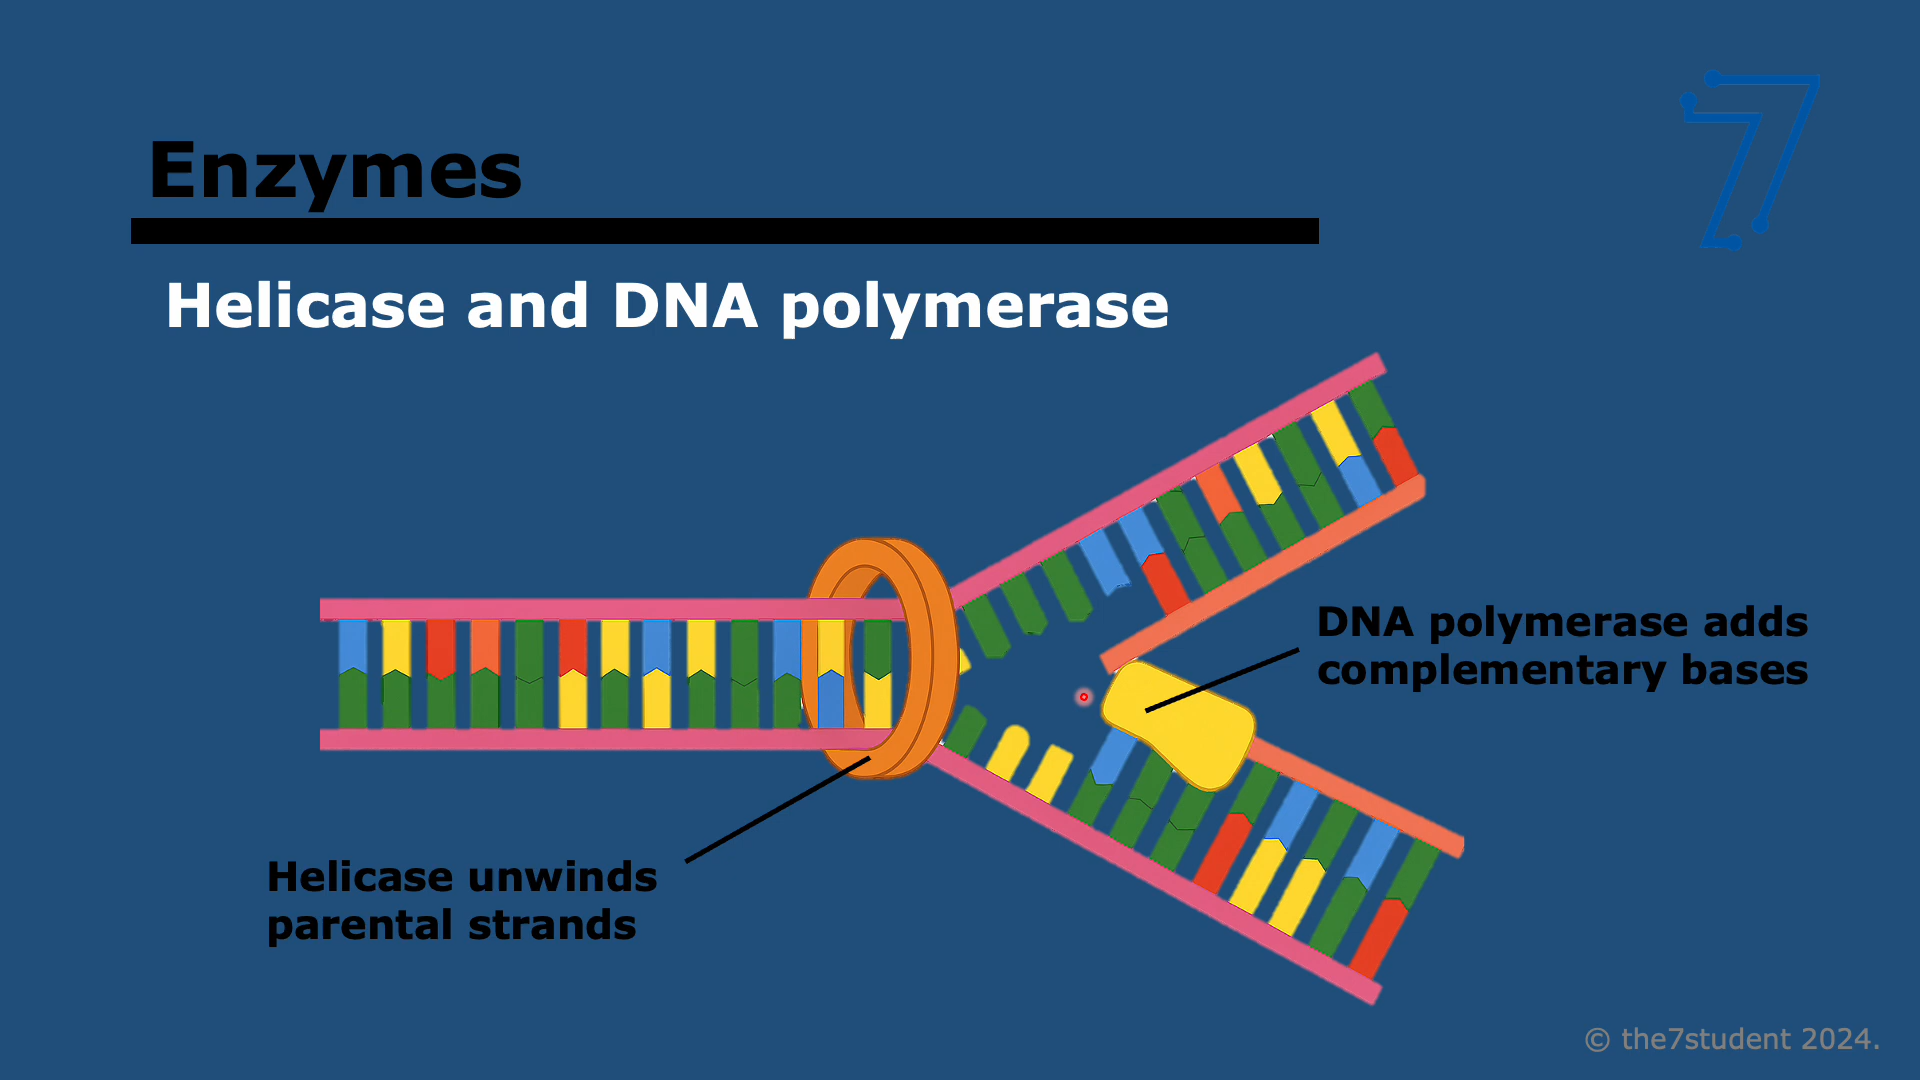 Enzymes
Helicase and DNA polymerase
DNA polymerase adds
complementary bases
Helicase unwinds
parental strands
© the7student 2024.